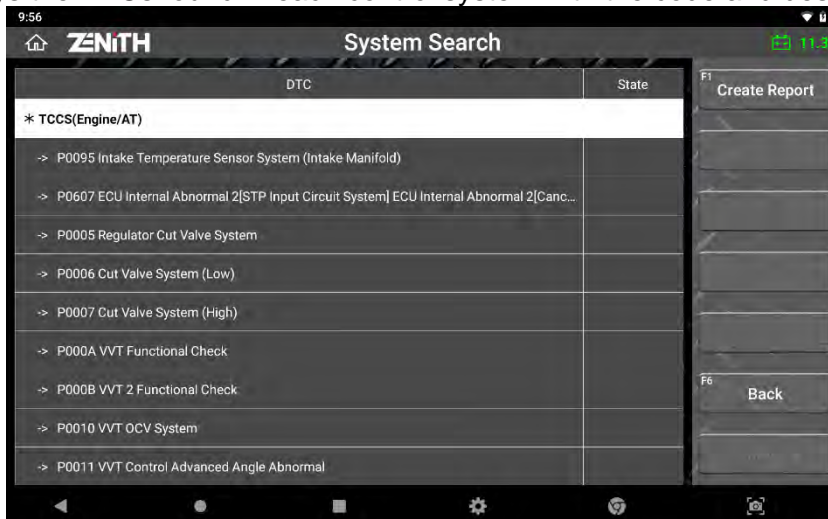 9:56
ZENITH
System Search
11.3
DTC
State
F1
Create Report
* TCCS(Engine/AT)
-> P0095 Intake Temperature Sensor System (Intake Manifold)
-> P0607 ECU Internal Abnormal 2[STP Input Circuit System] ECU Internal Abnormal 2[Canc...
-> P0005 Regulator Cut Valve System
-> P0006 Cut Valve System (Low)
-> P0007 Cut Valve System (High)
-> P000A VVT Functional Check
-> P000B VVT 2 Functional Check
F6
Back
-> P0010 VVT OCV System
-> P0011 VVT Control Advanced Angle Abnormal